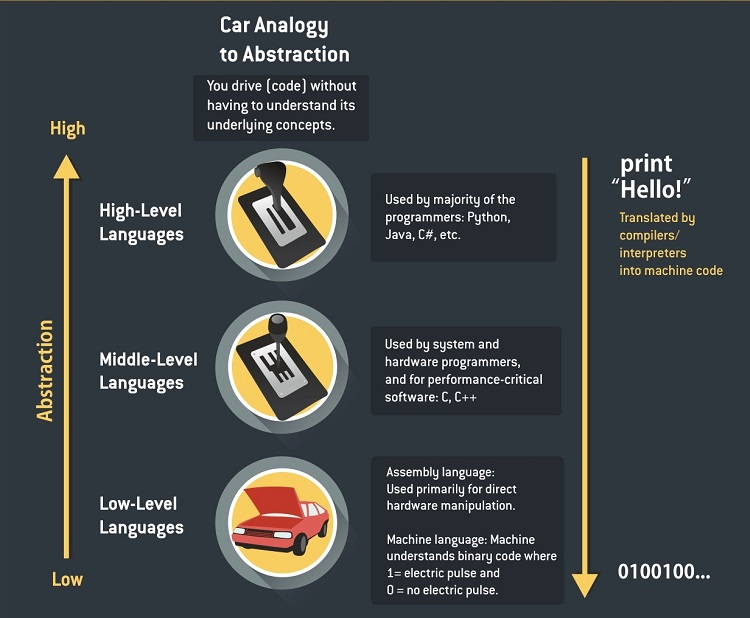 Car Analogy
to Abstraction
You drive (code) without
having to understand its
underlying concepts.
High
Abstraction
Low
High-Level
Languages
Used by majority of the
programmers: Python,
Java, C#, etc.
Middle-Level
Languages
Used by system and
hardware programmers,
and for performance-critical
software: C, C++
Low-Level
Languages
Assembly language:
Used primarily for direct
hardware manipulation.
Machine language: Machine
understands binary code where
1= electric pulse and
0 = no electric pulse.
print
“Hello!”
Translated by
compilers/
interpreters
into machine code
0100100...